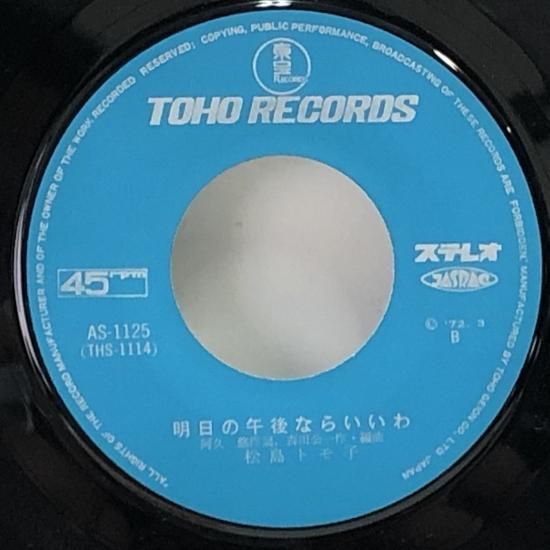 "ALL RIGHTS OF THE RECORD MANUFACTURER AND OF THE OWNER OF THE WORK RECORDED RESERVED: COPYING, PUBLIC PERFORMANCE, BROADCASTING OF THESE RECORDS ARE FORBIDDEN." MANUFACTURED BY TOHO GEION CO. LTD. JAPAN
東宝
RECORDS
TOHO RECORDS
ステレオ
45rpm
JASRAC
AS-1125
(THS-1114)
© '72.3
B
明日の午後ならいいわ
阿久 悠作詞, 森田公一作・編曲
松島トモ子